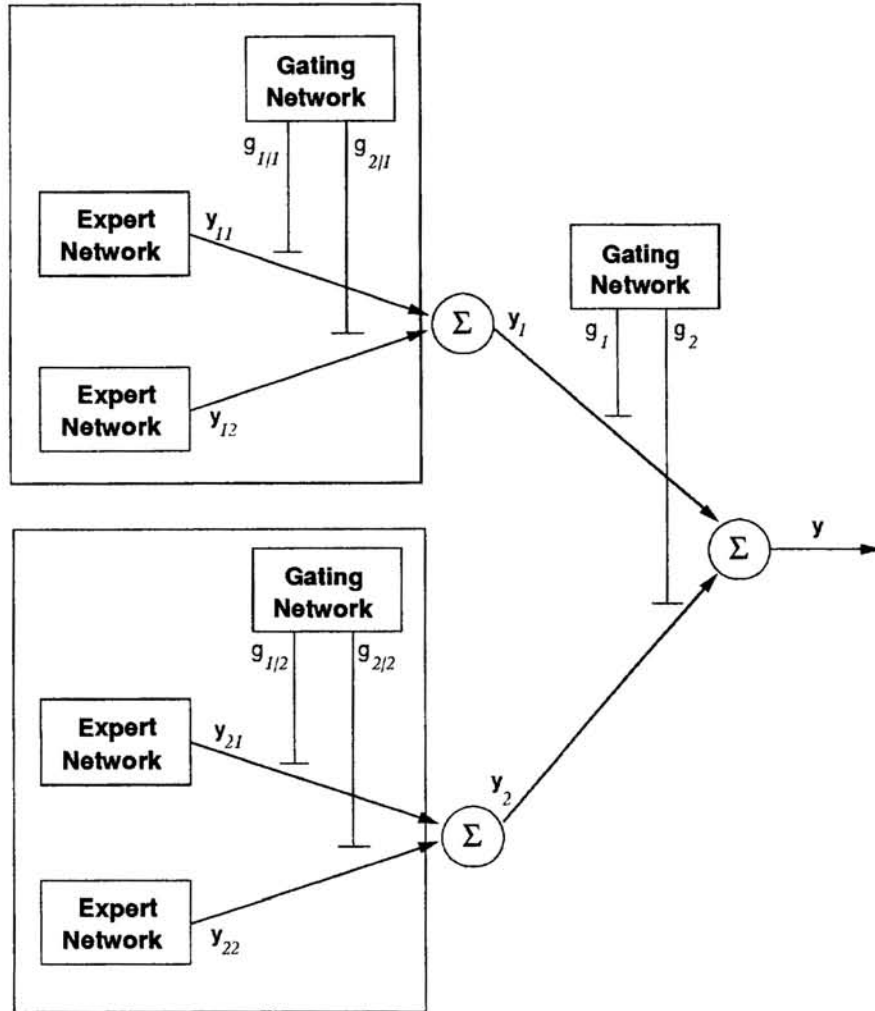 Gating
Network
g1/1
g2/1
Expert
Network
y11
Σ
y1
Expert
Network
y12
Gating
Network
g1
g2
Σ
y
Gating
Network
g1/2
g2/2
Expert
Network
y21
Σ
y2
Expert
Network
y22